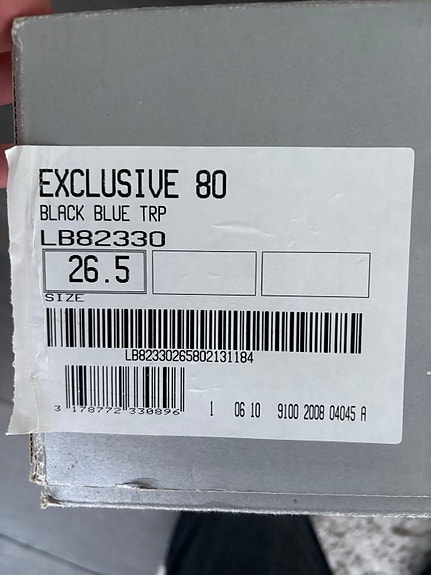 EXCLUSIVE 80
BLACK BLUE TRP
LB82330
26.5
SIZE
LB82330265802131184
3 178772 330896
1 06 10 9100 2008 04045 A